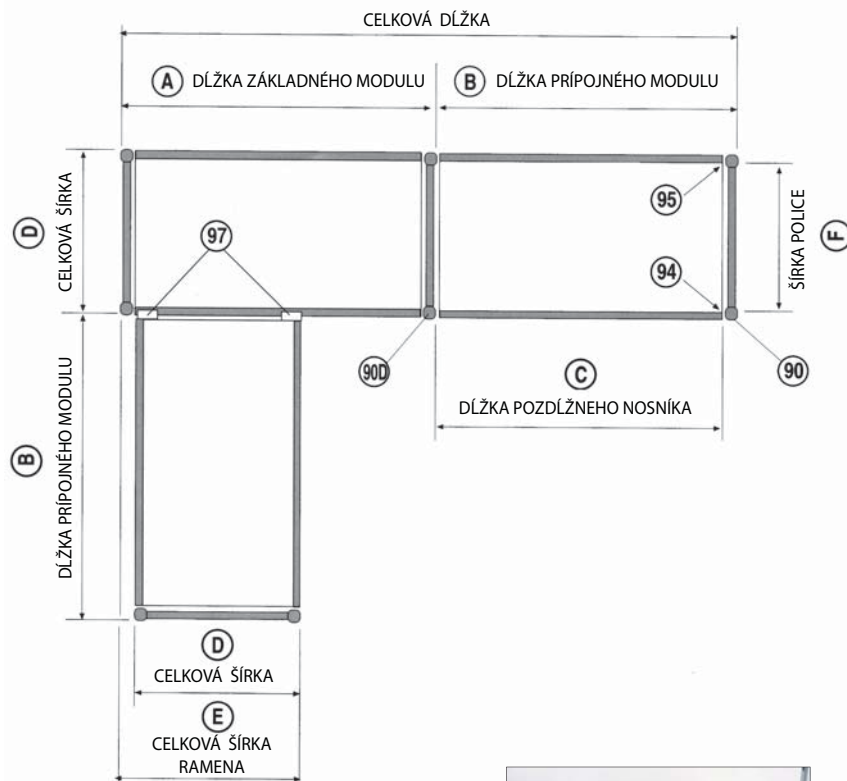 CELKOVÁ DĹŽKA
A DĹŽKA ZÁKLADNÉHO MODULU
B DĹŽKA PRÍPOJNÉHO MODULU
D CELKOVÁ ŠÍRKA
97
95
94
F ŠÍRKA POLICE
90D
90
C
DĹŽKA POZDĹŽNEHO NOSNÍKA
B DĹŽKA PRÍPOJNÉHO MODULU
D
CELKOVÁ ŠÍRKA
E
CELKOVÁ ŠÍRKA
RAMENA